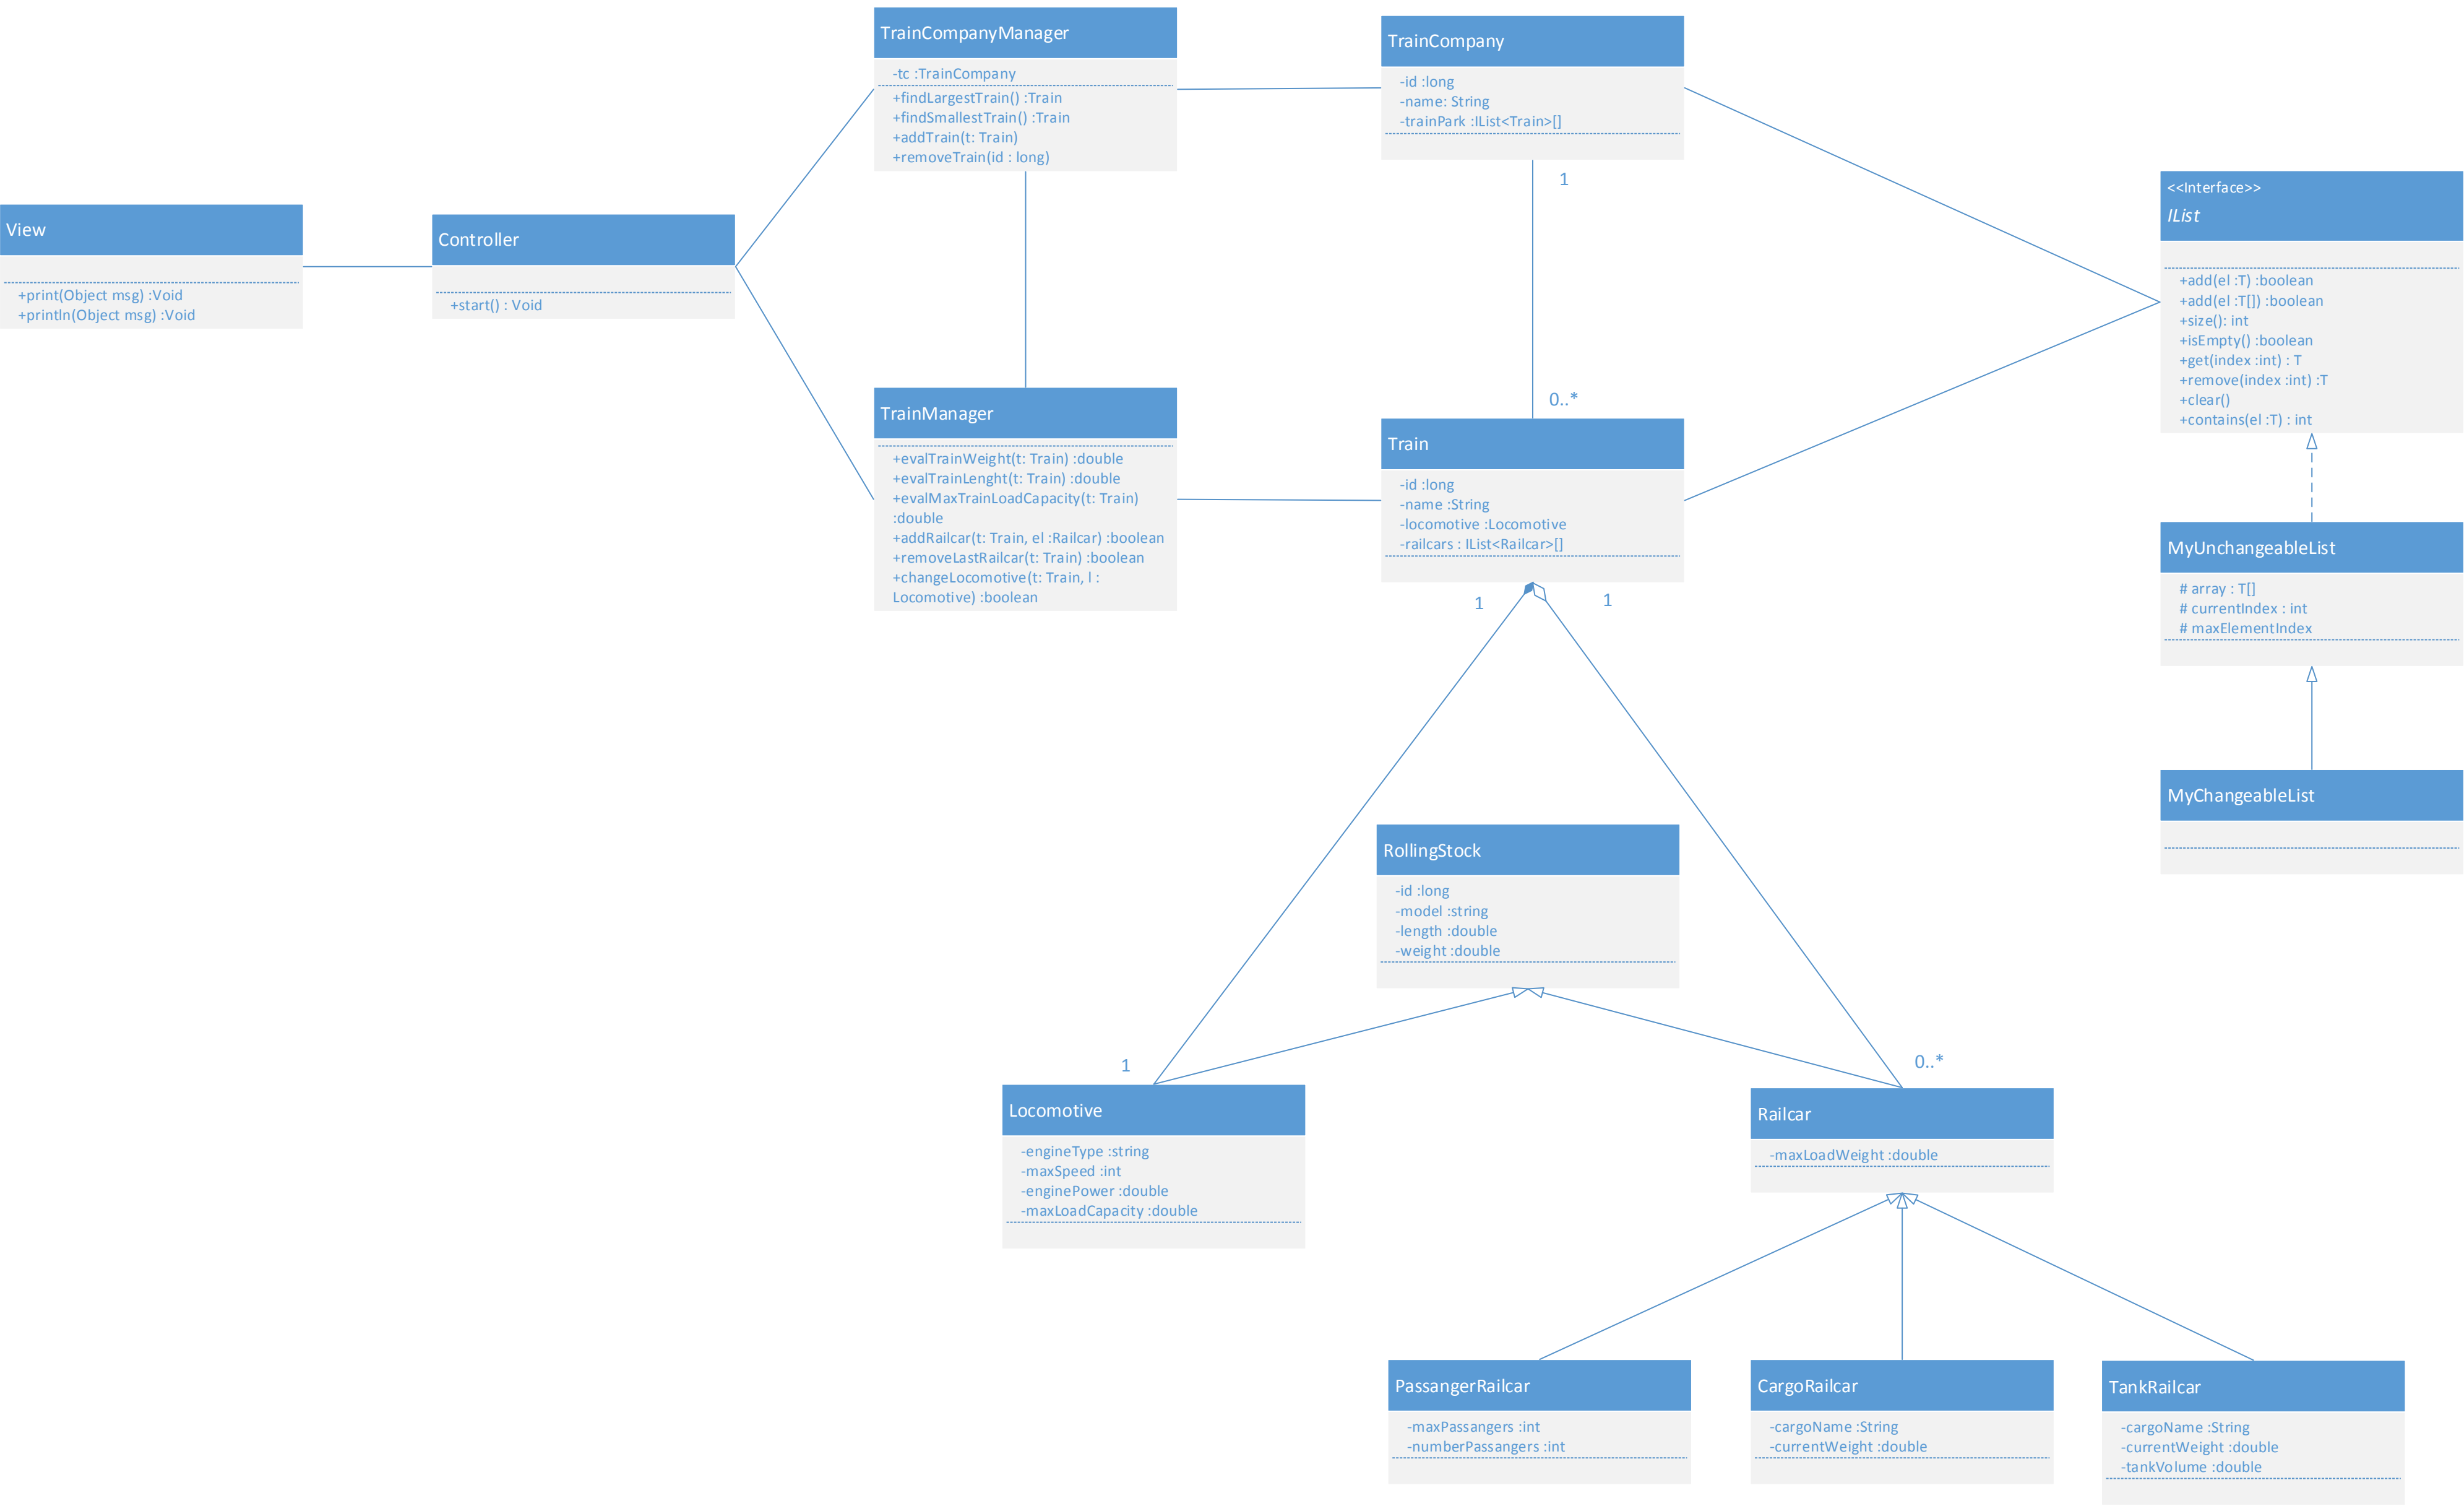 TrainCompanyManager
-tc :TrainCompany
+findLargestTrain() :Train
+findSmallestTrain() :Train
+addTrain(t: Train)
+removeTrain(id : long)
TrainCompany
-id :long
-name: String
-trainPark :IList<Train>[]
1
0..*
<<Interface>>
IList
+add(el :T) :boolean
+add(el :T[]) :boolean
+size(): int
+isEmpty() :boolean
+get(index :int) : T
+remove(index :int) :T
+clear()
+contains(el :T) : int
View
+print(Object msg) :Void
+println(Object msg) :Void
Controller
+start() : Void
TrainManager
+evalTrainWeight(t: Train) :double
+evalTrainLenght(t: Train) :double
+evalMaxTrainLoadCapacity(t: Train)
:double
+addRailcar(t: Train, el :Railcar) :boolean
+removeLastRailcar(t: Train) :boolean
+changeLocomotive(t: Train, l :
Locomotive) :boolean
Train
-id :long
-name :String
-locomotive :Locomotive
-railcars : IList<Railcar>[]
1
1
MyUnchangeableList
# array : T[]
# currentIndex : int
# maxElementIndex
MyChangeableList
RollingStock
-id :long
-model :string
-length :double
-weight :double
1
0..*
Locomotive
-engineType :string
-maxSpeed :int
-enginePower :double
-maxLoadCapacity :double
Railcar
-maxLoadWeight :double
PassangerRailcar
-maxPassangers :int
-numberPassangers :int
CargoRailcar
-cargoName :String
-currentWeight :double
TankRailcar
-cargoName :String
-currentWeight :double
-tankVolume :double